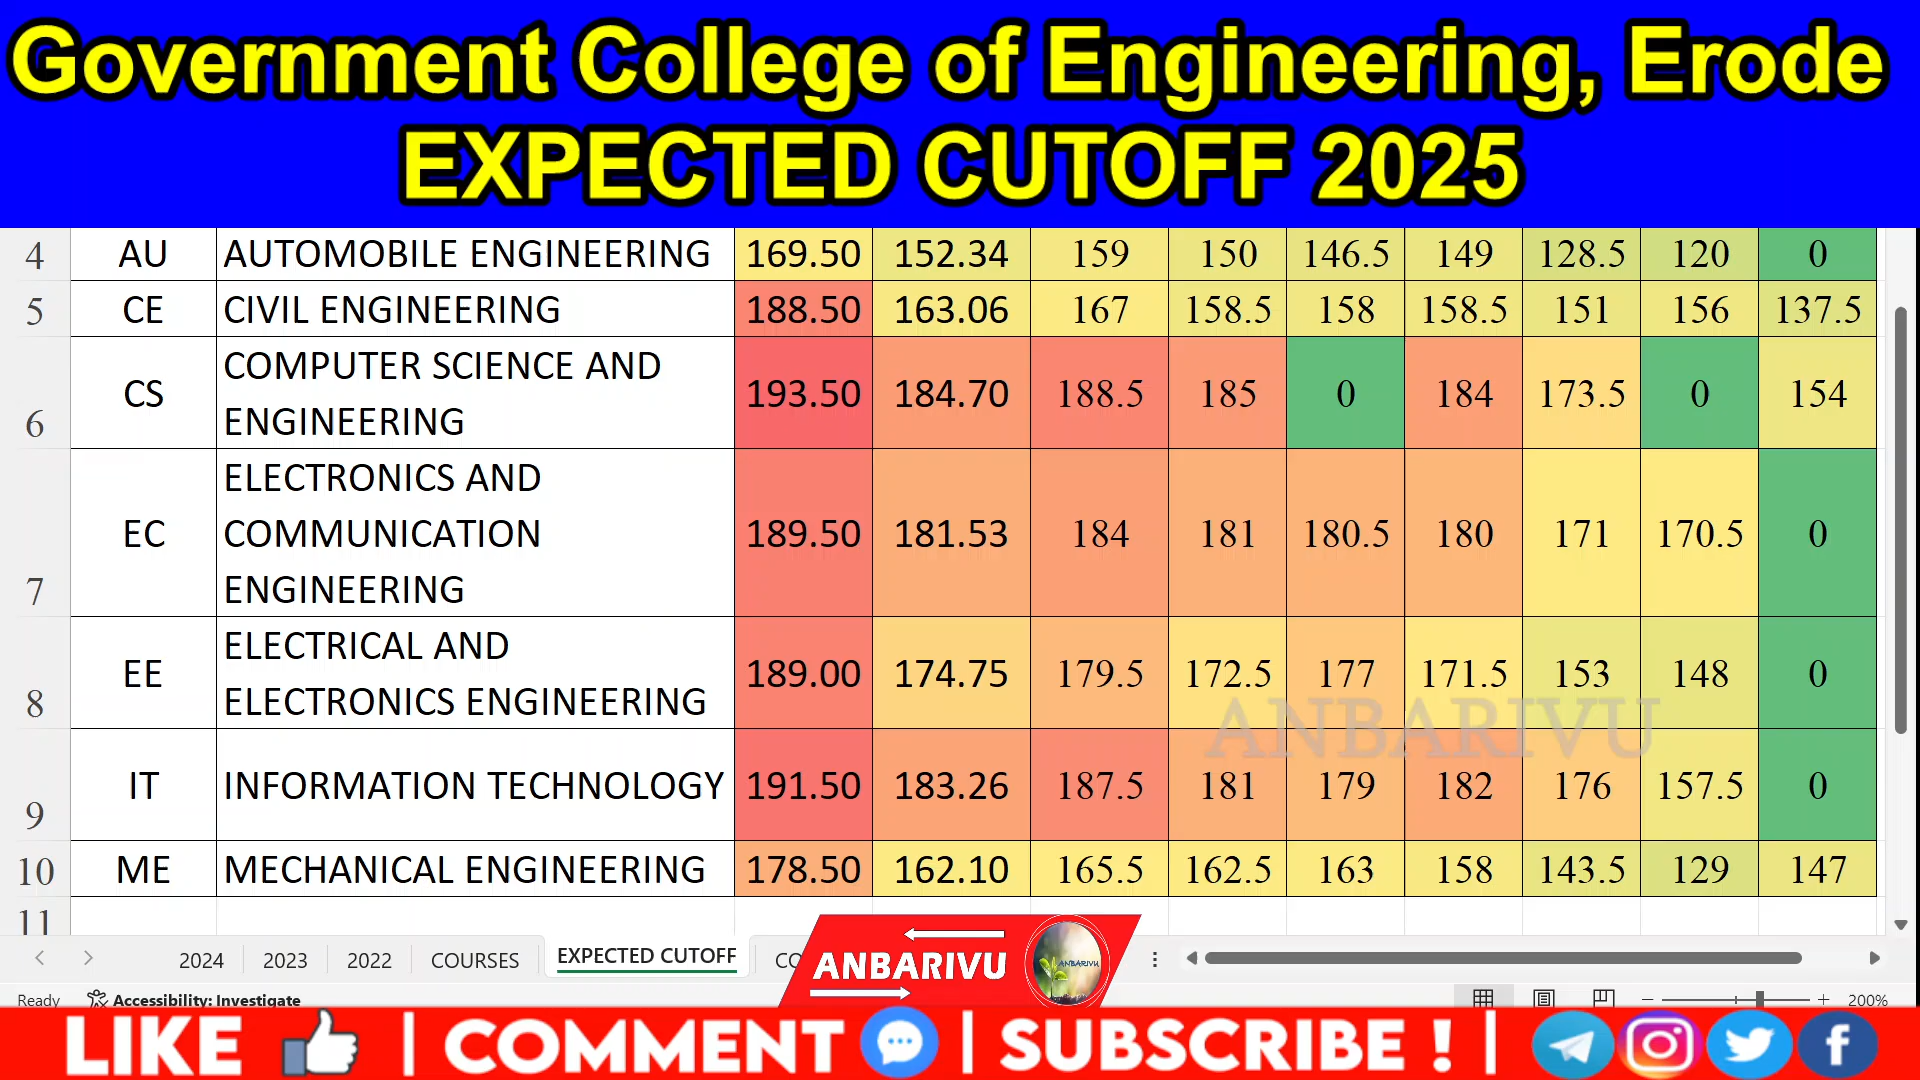 Government College of Engineering, Erode
EXPECTED CUTOFF 2025
4 AU AUTOMOBILE ENGINEERING 169.50 152.34 159 150 146.5 149 128.5 120 0
5 CE CIVIL ENGINEERING 188.50 163.06 167 158.5 158 158.5 151 156 137.5
6 CS COMPUTER SCIENCE AND
ENGINEERING 193.50 184.70 188.5 185 0 184 173.5 0 154
7 EC ELECTRONICS AND
COMMUNICATION
ENGINEERING 189.50 181.53 184 181 180.5 180 171 170.5 0
8 EE ELECTRICAL AND
ELECTRONICS ENGINEERING 189.00 174.75 179.5 172.5 177 171.5 153 148 0
ANBARIVU
9 IT INFORMATION TECHNOLOGY 191.50 183.26 187.5 181 179 182 176 157.5 0
10 ME MECHANICAL ENGINEERING 178.50 162.10 165.5 162.5 163 158 143.5 129 147
11
2024 2023 2022 COURSES EXPECTED CUTOFF CO
ANBARIVU
ANBARIVU
Ready Accessibility: Investigate 200%
LIKE | COMMENT | SUBSCRIBE ! |